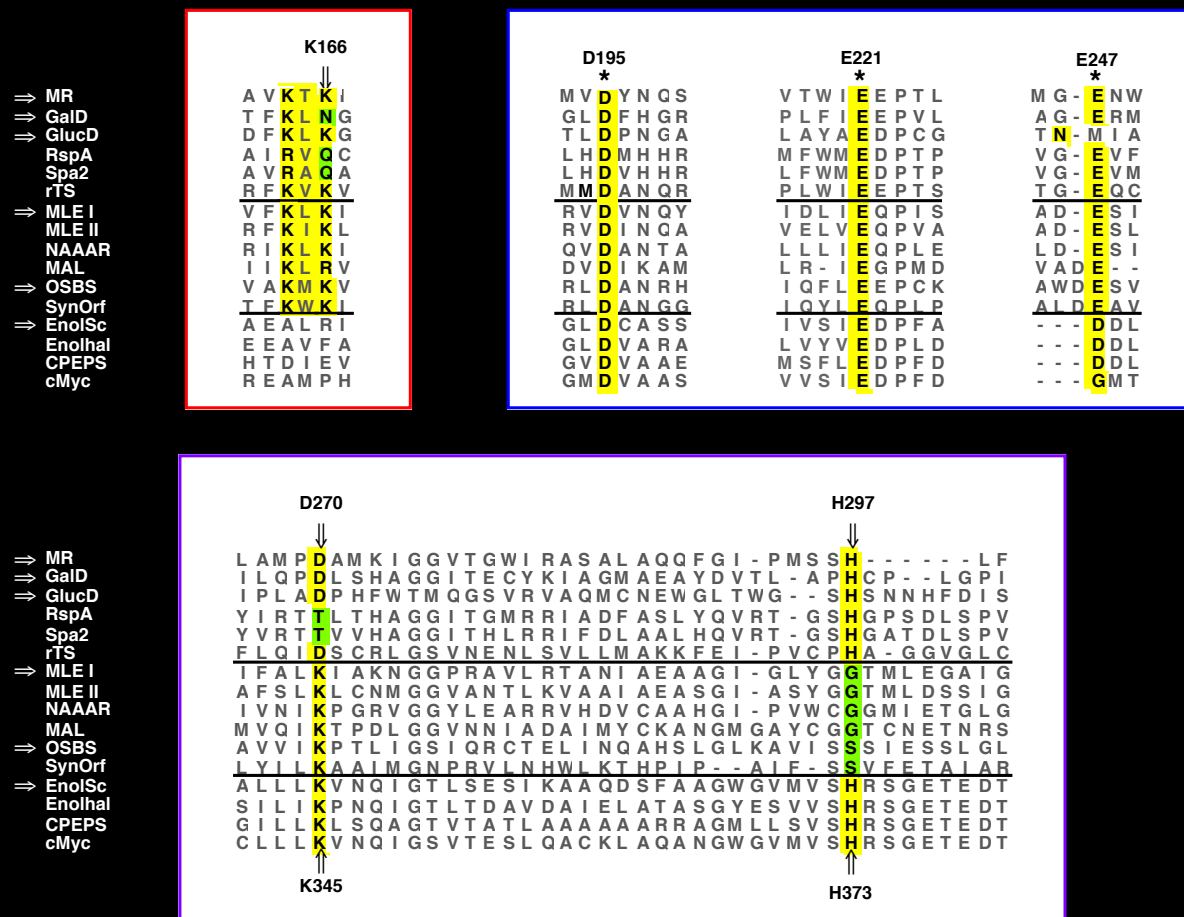 K166
⇓
D195 E221 E247
* * *
⇒ MR A V K T K I M V D Y N Q S V T W I E E P T L M G - E N W
⇒ GalD T F K L N G G L D F H G R P L F I E E P V L A G - E R M
⇒ GlucD D F K L K G T L D P N G A L A Y A E D P C G T N - M I A
RspA A I R V Q C L H D M H H R M F W M E D P T P V G - E V F
Spa2 A V R A Q A L H D V H H R L F W M E D P T P V G - E V M
rTS R F K V K V M M D A N Q R P L W I E E P T S T G - E Q C
⇒ MLE I V F K L K I R V D V N Q Y I D L I E Q P I S A D - E S I
MLE II R F K I K L R V D I N Q A V E L V E Q P V A A D - E S L
NAAAR R I K L K I Q V D A N T A L L L I E Q P L E L D - E S I
MAL I I K L R V D V D I K A M L R - I E G P M D V A D E - -
⇒ OSBS V A K M K V R L D A N R H I Q F L E E P C K A W D E S V
SynOrf T F K W K I R L D A N G G I Q Y L E Q P L P A L D E A V
⇒ EnolSc A E A L R I G L D C A S S I V S I E D P F A - - - D D L
Enolhal E E A V F A G L D V A R A L V Y V E D P L D - - - D D L
CPEPS H T D I E V G V D V A A E M S F L E D P F D - - - D D L
cMyc R E A M P H G M D V A A S V V S I E D P F D - - - G M T
D270 H297
⇓ ⇓
⇒ MR L A M P D A M K I G G V T G W I R A S A L A Q Q F G I - P M S S H - - - - - - L F
⇒ GalD I L Q P D L S H A G G I T E C Y K I A G M A E A Y D V T L - A P H C P - - L G P I
⇒ GlucD I P L A D P H F W T M Q G S V R V A Q M C N E W G L T W G - - S H S N N H F D I S
RspA Y I R T T L T H A G G I T G M R R I A D F A S L Y Q V R T - G S H G P S D L S P V
Spa2 Y V R T T V V H A G G I T H L R R I F D L A A L H Q V R T - G S H G A T D L S P V
rTS F L Q I D S C R L G S V N E N L S V L L M A K K F E I - P V C P H A - G G V G L C
⇒ MLE I I F A L K I A K N G G P R A V L R T A N I A E A A G I - G L Y G G T M L E G A I G
MLE II A F S L K L C N M G G V A N T L K V A A I A E A S G I - A S Y G G T M L D S S I G
NAAAR I V N I K P G R V G G Y L E A R R V H D V C A A H G I - P V W C G G M I E T G L G
MAL M V Q I K T P D L G G V N N I A D A I M Y C K A N G M G A Y C G G T C N E T N R S
⇒ OSBS A V V I K P T L I G S I Q R C T E L I N Q A H S L G L K A V I S S S I E S S L G L
SynOrf L Y I L K A A I M G N P R V L N H W L K T H P I P - - A I F - S S V F E T A I A R
⇒ EnolSc A L L L K V N Q I G T L S E S I K A A Q D S F A A G W G V M V S H R S G E T E D T
Enolhal S I L I K P N Q I G T L T D A V D A I E L A T A S G Y E S V V S H R S G E T E D T
CPEPS G I L L K L S Q A G T V T A T L A A A A A A R R A G M L L S V S H R S G E T E D T
cMyc C L L L K V N Q I G S V T E S L Q A C K L A Q A N G W G V M V S H R S G E T E D T
⇑ ⇑
K345 H373